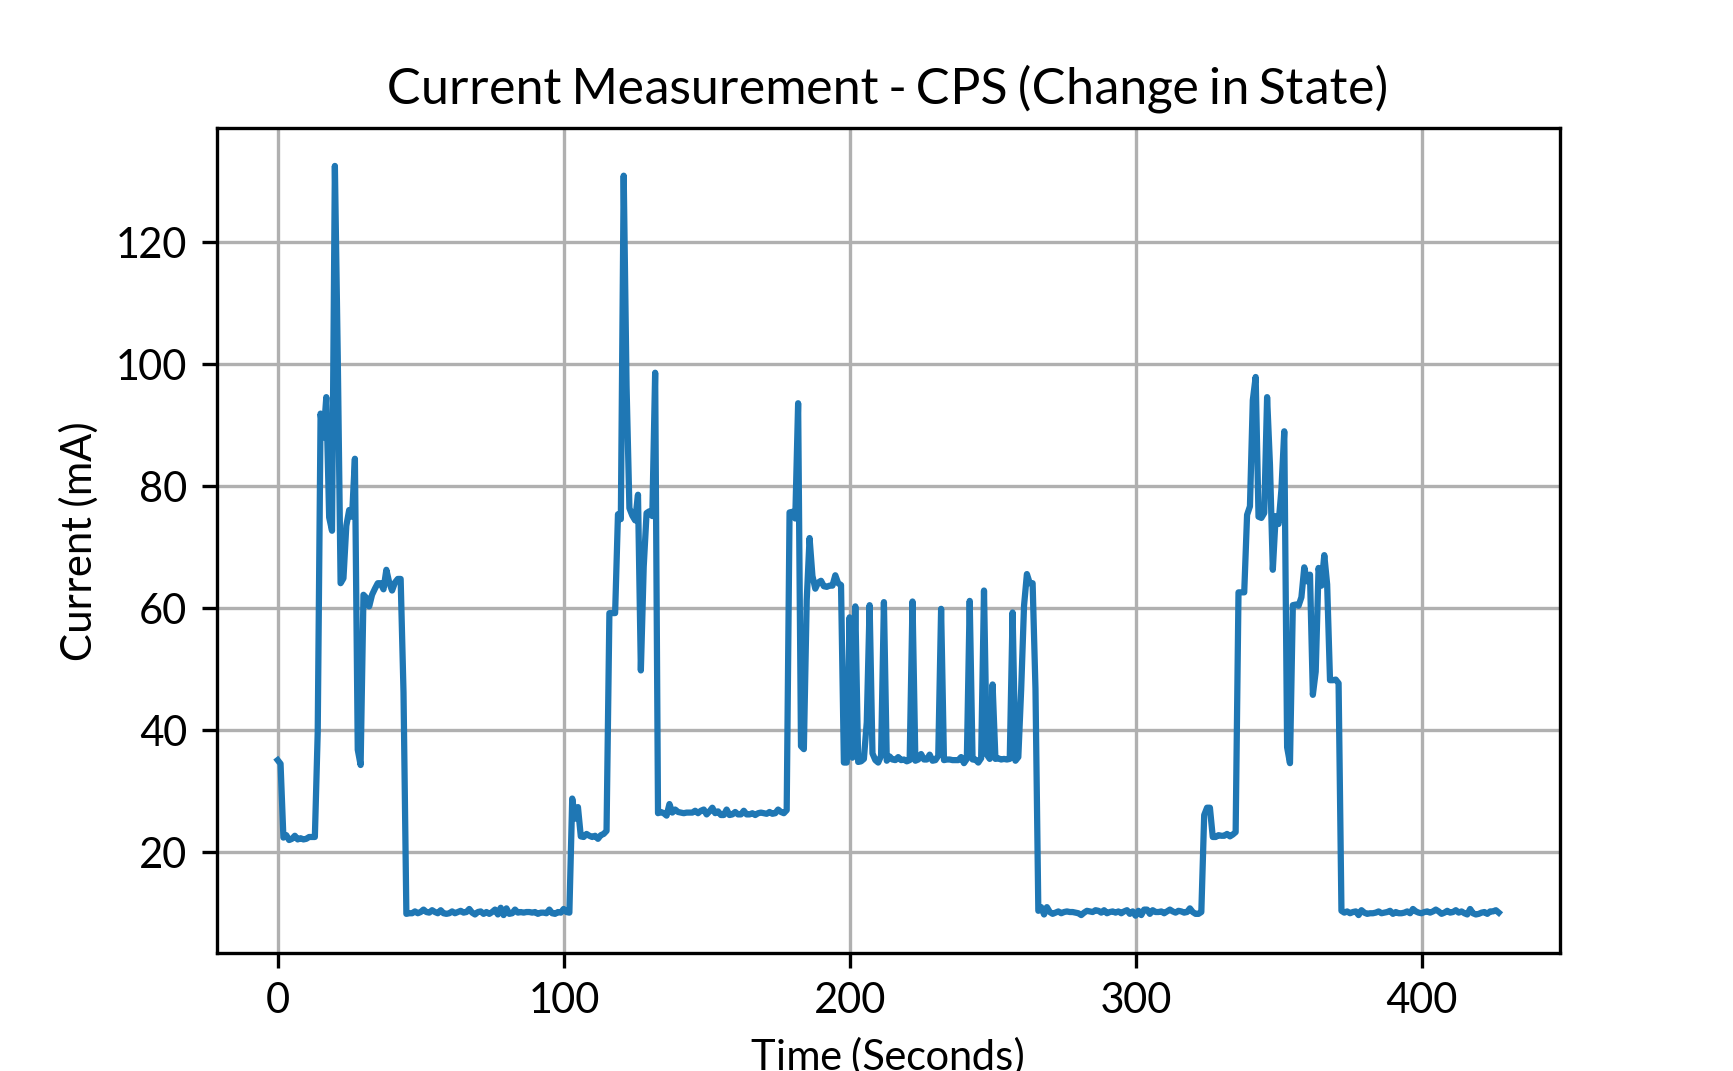 Current Measurement - CPS (Change in State)
120
100
80
60
40
20
Current (mA)
0 100 200 300 400
Time (Seconds)